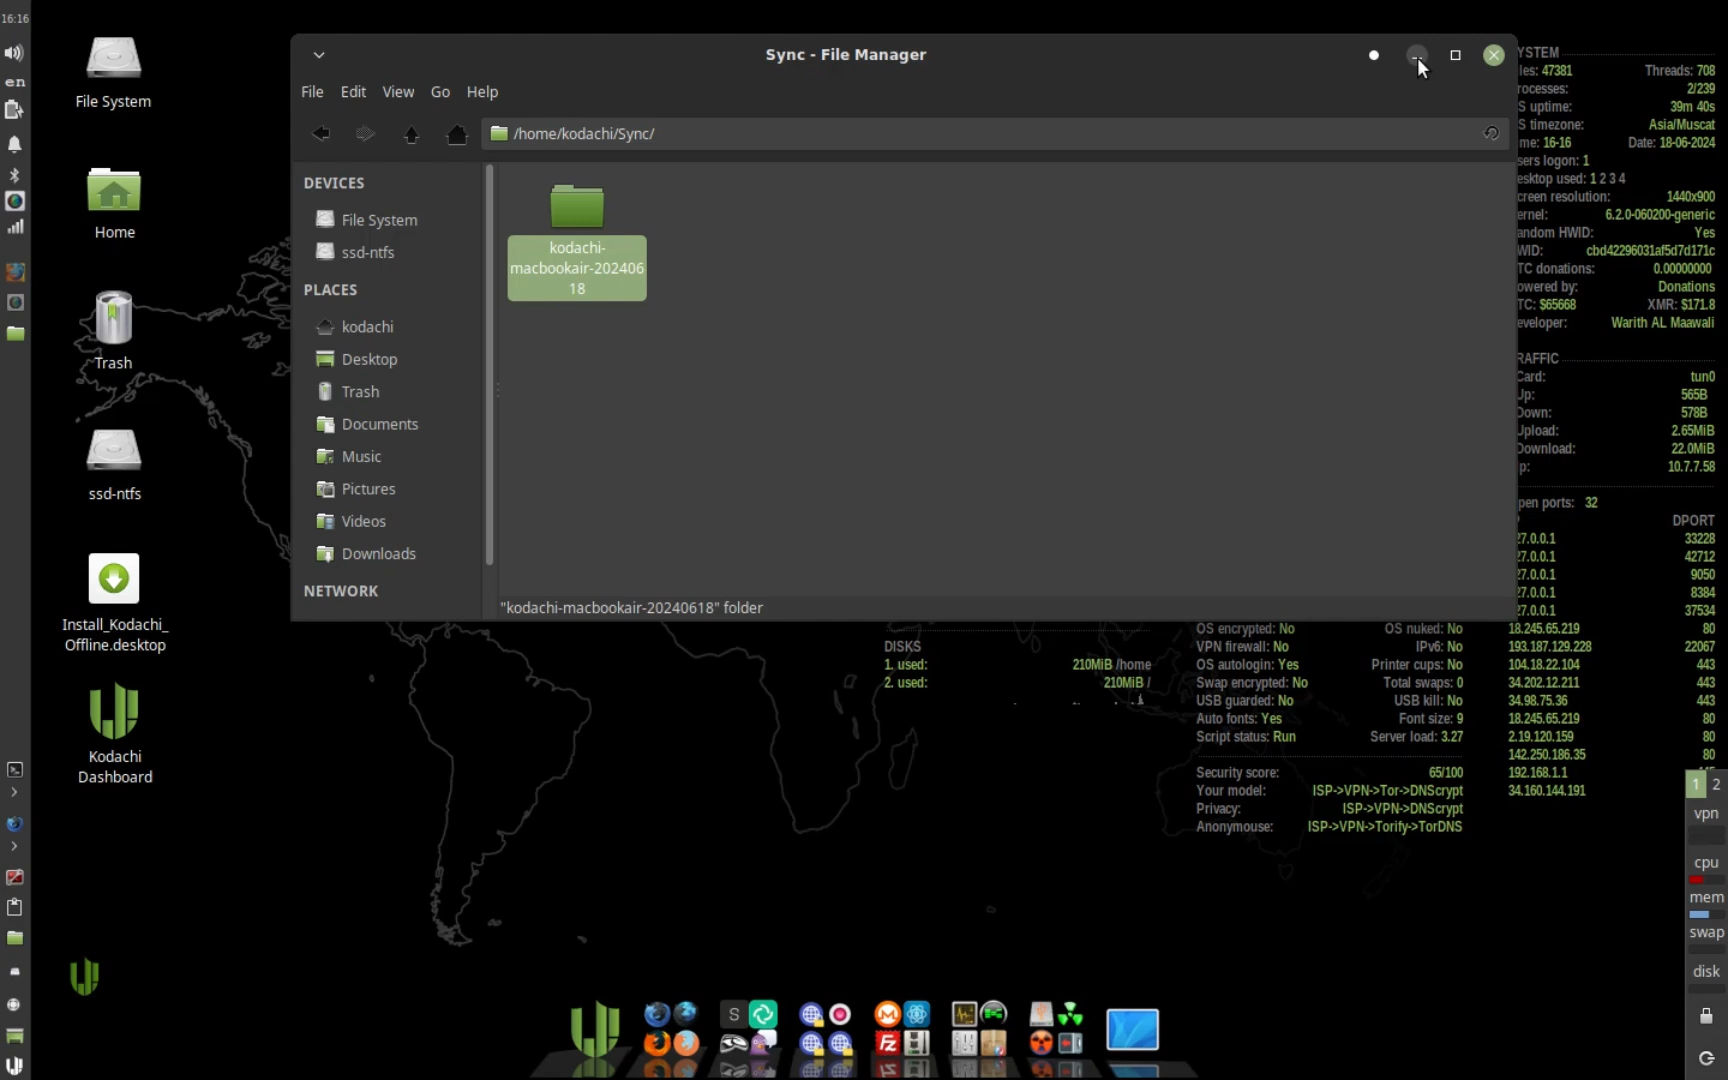 16:16
en
File System
Home
Trash
ssd-ntfs
Install_Kodachi_
Offline.desktop
Kodachi
Dashboard
Sync - File Manager
File Edit View Go Help
/home/kodachi/Sync/
DEVICES
File System
ssd-ntfs
PLACES
kodachi
Desktop
Trash
Documents
Music
Pictures
Videos
Downloads
NETWORK
kodachi-
macbookair-202406
18
"kodachi-macbookair-20240618" folder
YSTEM
les: 47381 Threads: 708
rocesses: 2/239
S uptime: 39m 40s
S timezone: Asia/Muscat
me: 16-16 Date: 18-06-2024
sers logon: 1
esktop used: 1 2 3 4
creen resolution: 1440x900
ernel: 6.2.0-060200-generic
andom HWID: Yes
WID: cbd42296031af5d7d171c
TC donations: 0.00000000
owered by: Donations
TC: $65668 XMR: $171.8
eveloper: Warith AL Maawali
RAFFIC
Card: tun0
Up: 565B
Down: 578B
Upload: 2.65MiB
Download: 22.0MiB
p: 10.7.7.58
pen ports: 32
DPORT
27.0.0.1 33228
27.0.0.1 42712
27.0.0.1 9050
27.0.0.1 8384
27.0.0.1 37534
18.245.65.219 80
193.187.129.228 22067
104.18.22.104 443
34.202.12.211 443
34.98.75.36 443
18.245.65.219 80
2.19.120.159 80
142.250.186.35 80
192.168.1.1
34.160.144.191
DISKS
1. used: 210MiB /home
2. used: 210MiB /
OS encrypted: No OS nuked: No
VPN firewall: No IPv6: No
OS autologin: Yes Printer cups: No
Swap encrypted: No Total swaps: 0
USB guarded: No USB kill: No
Auto fonts: Yes Font size: 9
Script status: Run Server load: 3.27
Security score: 65/100
Your model: ISP->VPN->Tor->DNScrypt
Privacy: ISP->VPN->DNScrypt
Anonymouse: ISP->VPN->Torify->TorDNS
1 2
vpn
cpu
mem
swap
disk
S